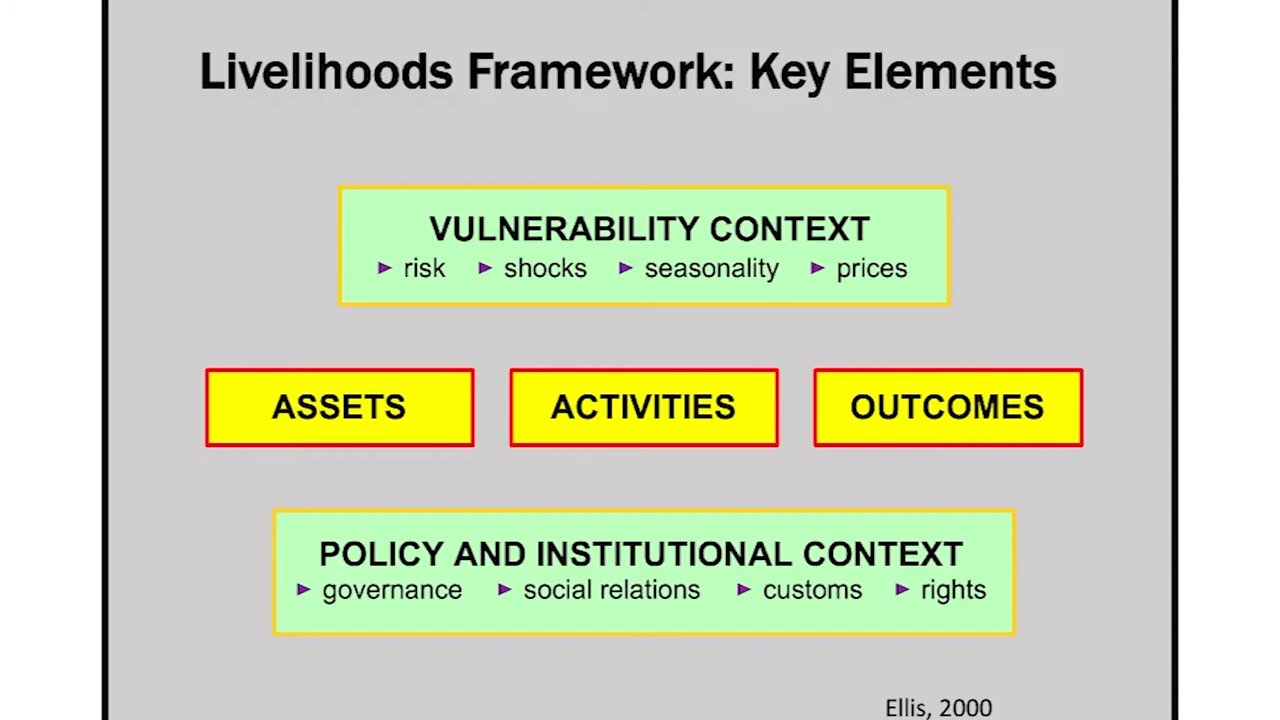 Livelihoods Framework: Key Elements
VULNERABILITY CONTEXT
► risk ► shocks ► seasonality ► prices
ASSETS ACTIVITIES OUTCOMES
POLICY AND INSTITUTIONAL CONTEXT
► governance ► social relations ► customs ► rights
Ellis, 2000